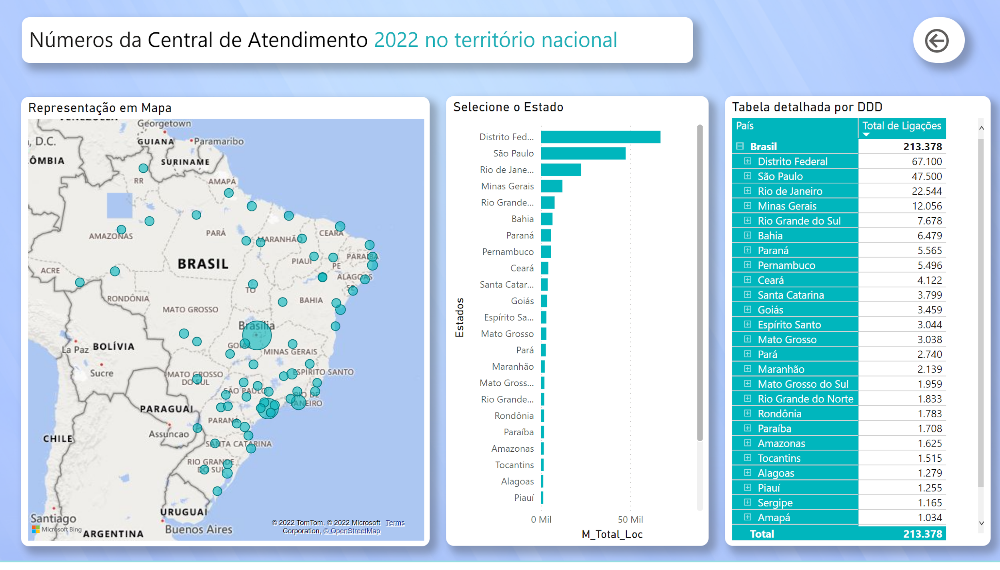 Números da Central de Atendimento 2022 no território nacional
Representação em Mapa
Georgetown
, D.C.
GUIANA
Paramaribo
ÔMBIA
SURINAME
RR
AMAPÁ
AMAZONAS
PARÁ
MARANHÃO
CEARÁ
BRASIL
PIAUÍ
PARAÍBA
PE
ACRE
ALAGOAS
SE
TO
RONDÔNIA
MATO GROSSO
BAHIA
Brasília
BOLÍVIA
La Paz
GOIÁS
MINAS GERAIS
Sucre
MATO GROSSO
DO SUL
ESPÍRITO SANTO
SÃO PAULO
RIO DE
JANEIRO
PARAGUAI
PARANÁ
Assuncao
CHILE
SANTA CATARINA
RIO GRANDE
DO SUL
URUGUAI
Santiago
Microsoft Bing
ARGENTINA
Buenos Aires
© 2022 TomTom, © 2022 Microsoft Terms
Corporation, © OpenStreetMap
Selecione o Estado
Distrito Fed...
São Paulo
Rio de Jane...
Minas Gerais
Rio Grande...
Bahia
Paraná
Pernambuco
Ceará
Santa Catar...
Goiás
Espírito Sa...
Mato Grosso
Pará
Maranhão
Mato Gross...
Rio Grande...
Rondônia
Paraíba
Amazonas
Tocantins
Alagoas
Piauí
Estados
0 Mil 50 Mil
M_Total_Loc
Tabela detalhada por DDD
País Total de Ligações
Brasil 213.378
Distrito Federal 67.100
São Paulo 47.500
Rio de Janeiro 22.544
Minas Gerais 12.056
Rio Grande do Sul 7.678
Bahia 6.479
Paraná 5.565
Pernambuco 5.496
Ceará 4.122
Santa Catarina 3.799
Goiás 3.459
Espírito Santo 3.044
Mato Grosso 3.038
Pará 2.740
Maranhão 2.139
Mato Grosso do Sul 1.959
Rio Grande do Norte 1.833
Rondônia 1.783
Paraíba 1.708
Amazonas 1.625
Tocantins 1.515
Alagoas 1.279
Piauí 1.255
Sergipe 1.165
Amapá 1.034
Total 213.378